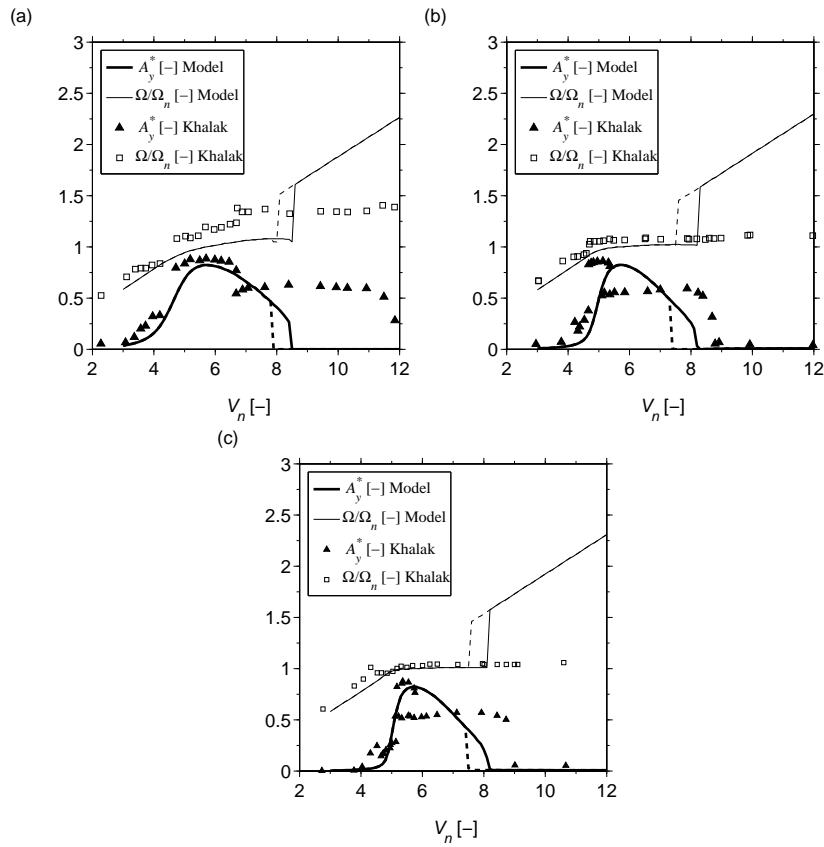 (a)
3
2.5
2
1.5
1
0.5
0
A*y [−] Model
Ω/Ωn [−] Model
A*y [−] Khalak
Ω/Ωn [−] Khalak
2 4 6 8 10 12
Vn [−]
(b)
3
2.5
2
1.5
1
0.5
0
A*y [−] Model
Ω/Ωn [−] Model
A*y [−] Khalak
Ω/Ωn [−] Khalak
2 4 6 8 10 12
Vn [−]
(c)
3
2.5
2
1.5
1
0.5
0
A*y [−] Model
Ω/Ωn [−] Model
A*y [−] Khalak
Ω/Ωn [−] Khalak
2 4 6 8 10 12
Vn [−]